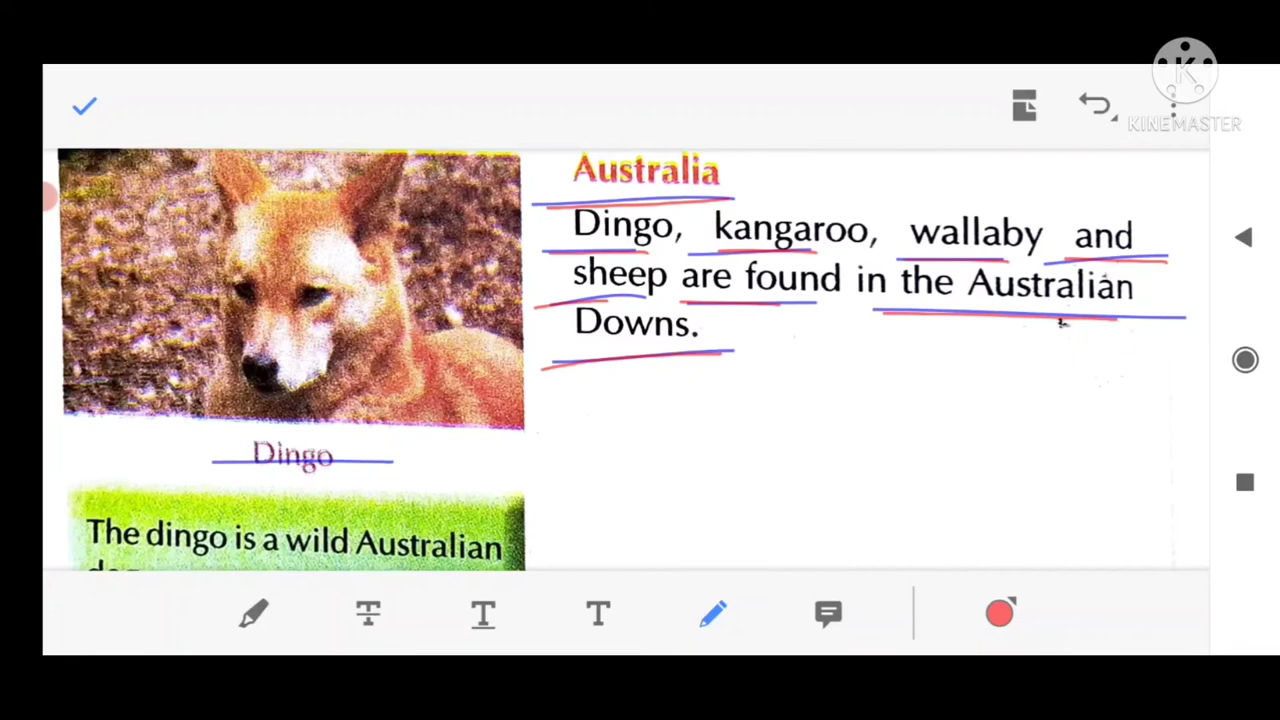 KINEMASTER
Australia
Dingo, kangaroo, wallaby and
sheep are found in the Australian
Downs.
Dingo
The dingo is a wild Australian